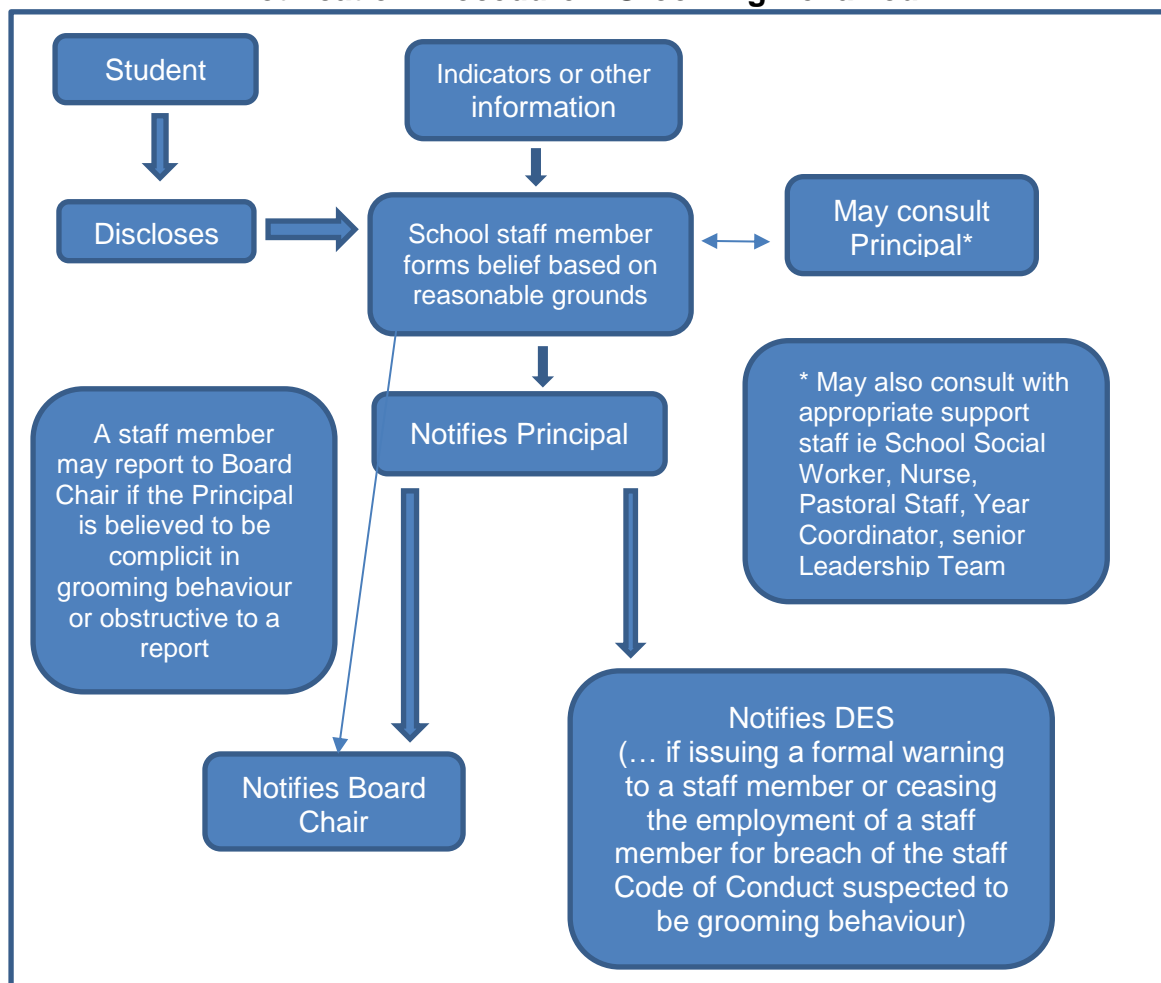 Student
Indicators or other
information
Discloses
School staff member
forms belief based on
reasonable grounds
May consult
Principal*
A staff member
may report to Board
Chair if the Principal
is believed to be
complicit in
grooming behaviour
or obstructive to a
report
Notifies Principal
* May also consult with
appropriate support
staff ie School Social
Worker, Nurse,
Pastoral Staff, Year
Coordinator, senior
Leadership Team
Notifies Board
Chair
Notifies DES
(… if issuing a formal warning
to a staff member or ceasing
the employment of a staff
member for breach of the staff
Code of Conduct suspected to
be grooming behaviour)